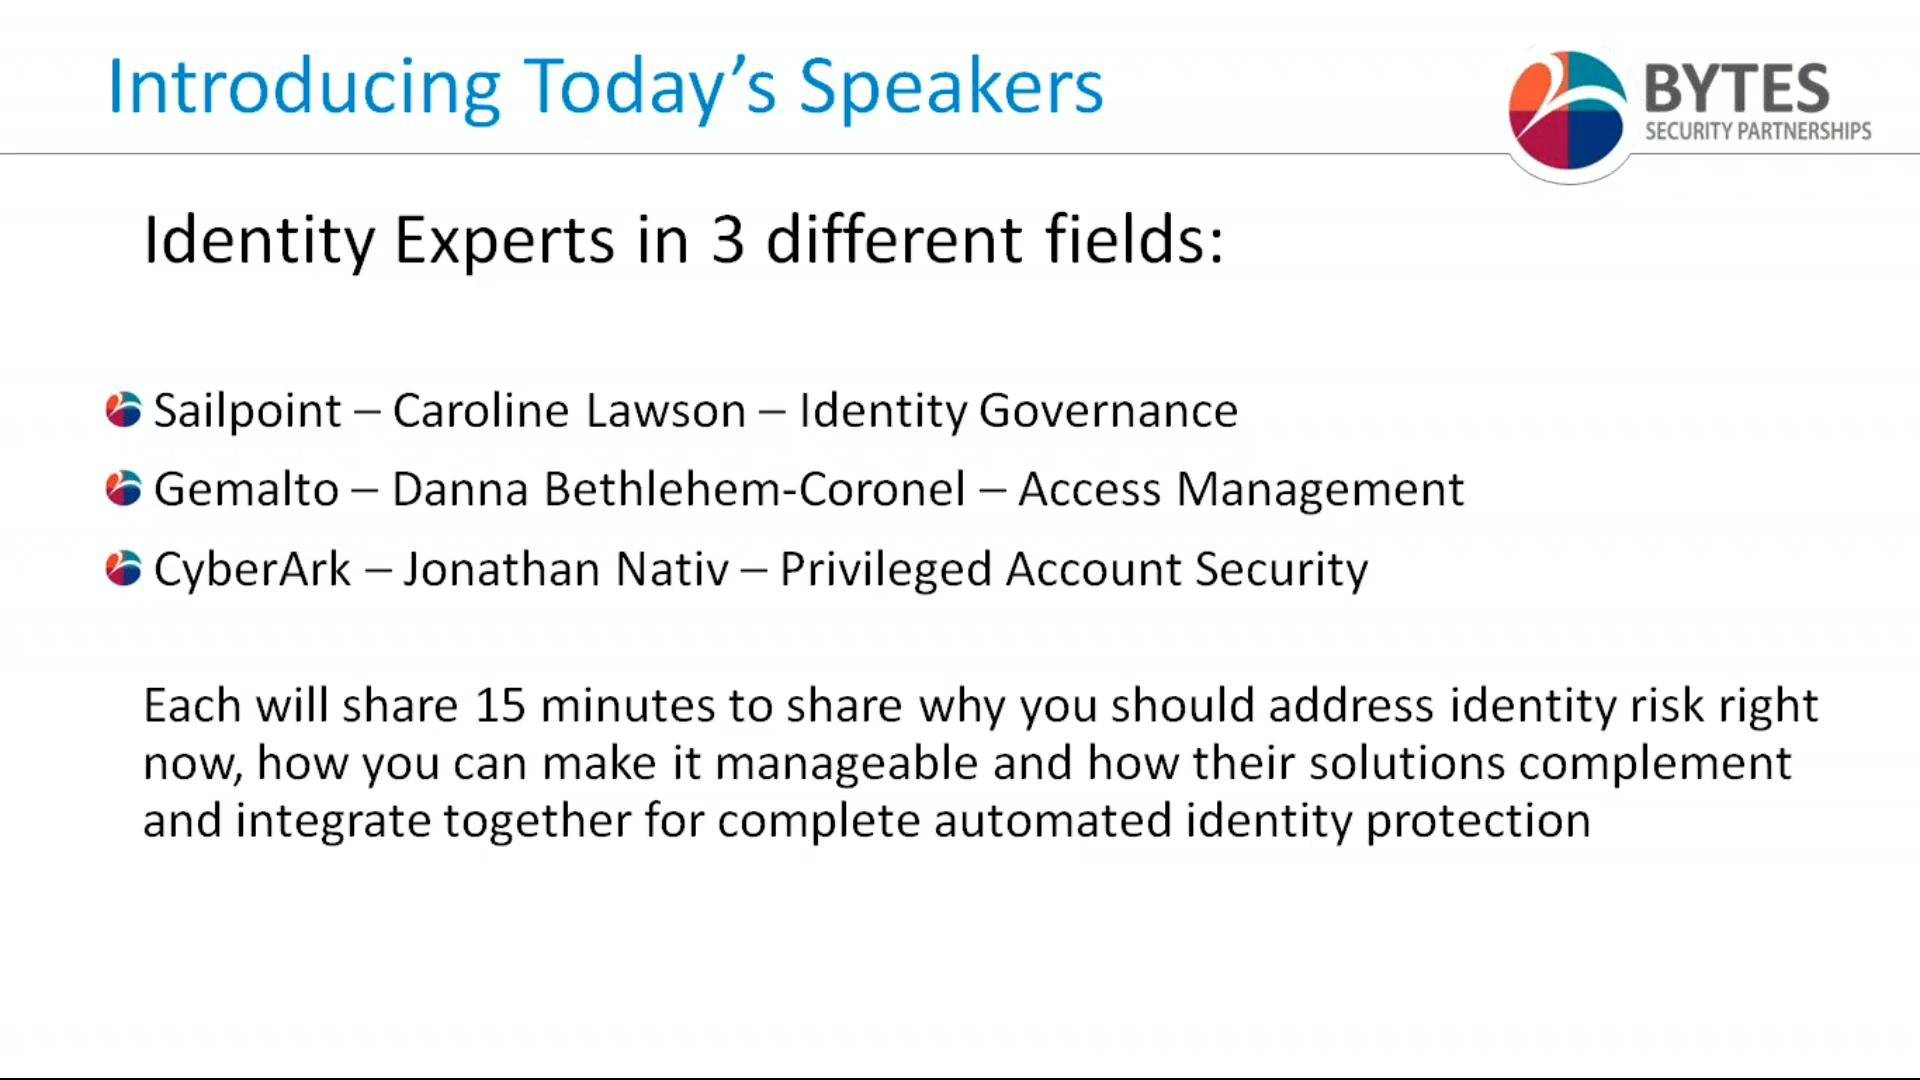 Introducing Today’s Speakers
BYTES
SECURITY PARTNERSHIPS
Identity Experts in 3 different fields:
Sailpoint – Caroline Lawson – Identity Governance
Gemalto – Danna Bethlehem-Coronel – Access Management
CyberArk – Jonathan Nativ – Privileged Account Security
Each will share 15 minutes to share why you should address identity risk right
now, how you can make it manageable and how their solutions complement
and integrate together for complete automated identity protection